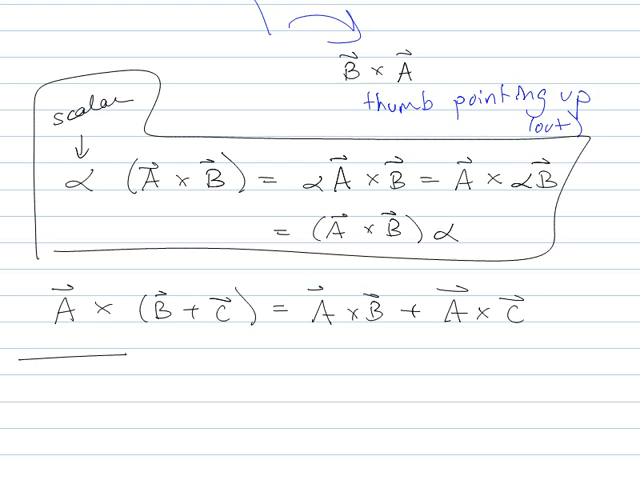 B⃗ × A⃗
thumb pointing up
(out)
scalar
α (A⃗ × B⃗) = αA⃗ × B⃗ = A⃗ × αB⃗
= (A⃗ × B⃗) α
A⃗ × (B⃗ + C⃗) = A⃗ × B⃗ + A⃗ × C⃗